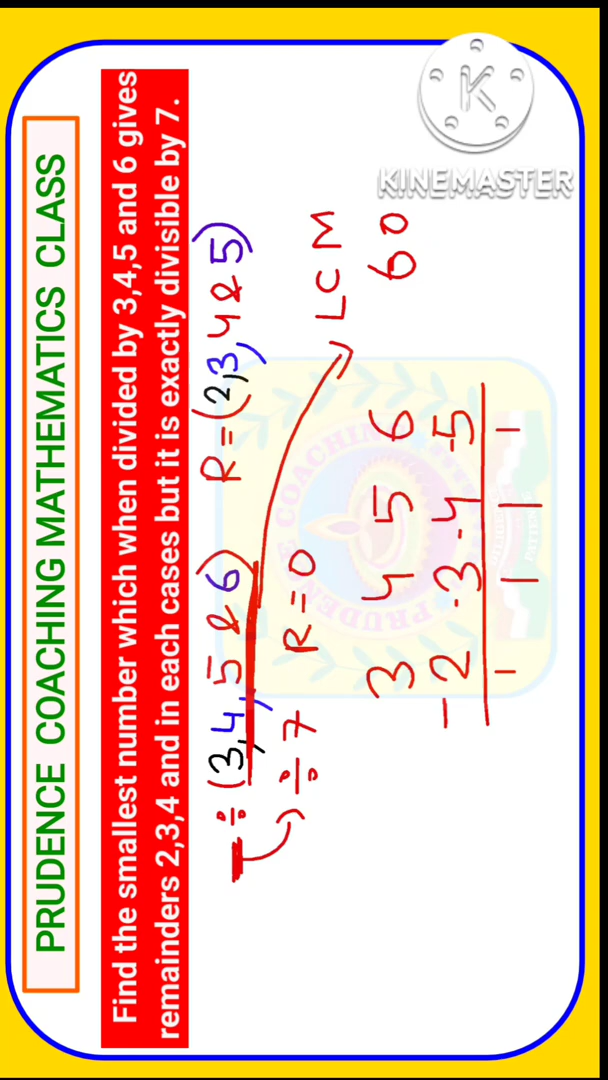 PRUDENCE COACHING MATHEMATICS CLASS
Find the smallest number which when divided by 3,4,5 and 6 gives
remainders 2,3,4 and in each cases but it is exactly divisible by 7.
÷(3,4,5&6) R=(2,3,4&5)
÷7 R=0 LCM
3 4 5 6 60
-2 -3 -4 -5
1 1 1 1
K
KINEMASTER